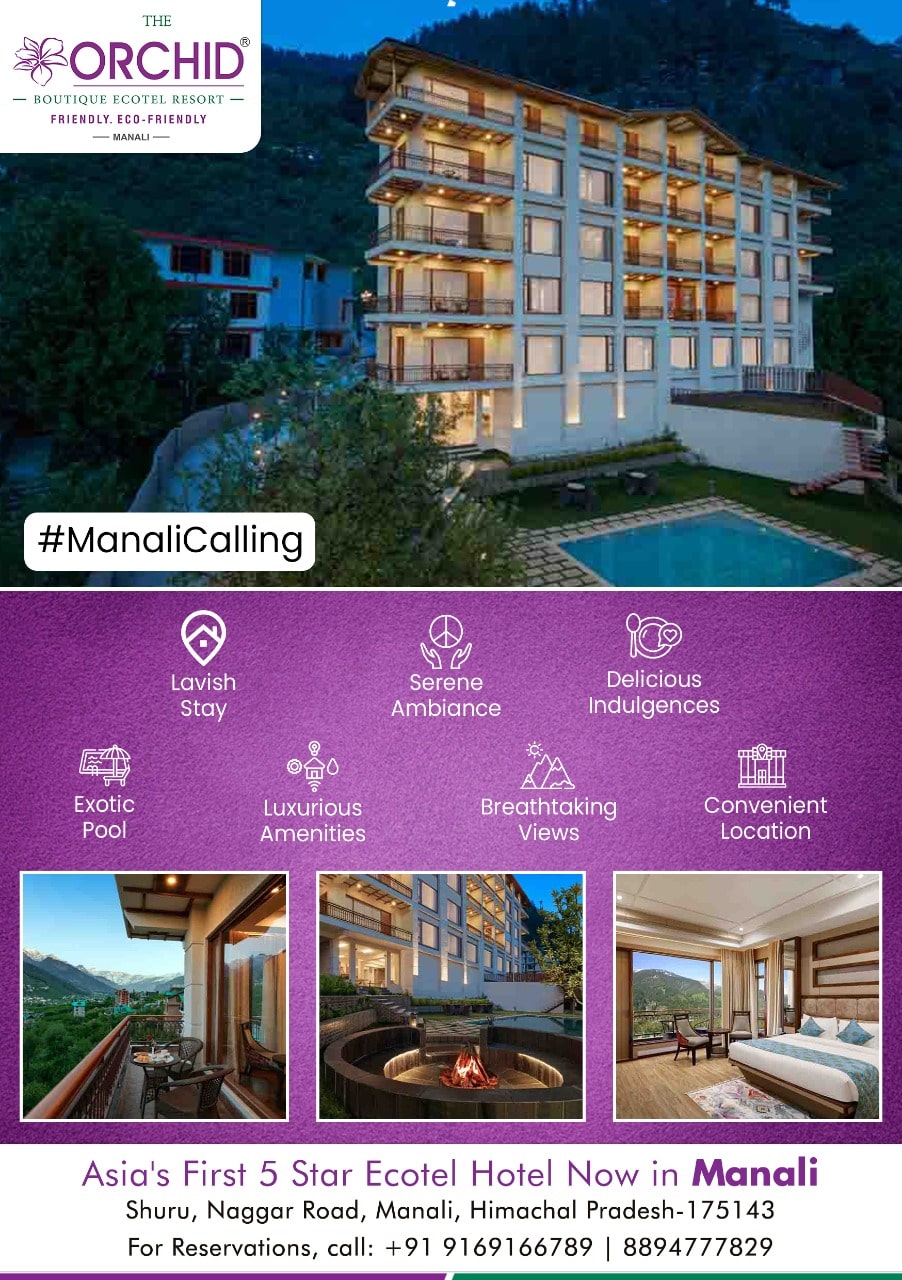 THE
ORCHID®
BOUTIQUE ECOTEL RESORT
FRIENDLY. ECO-FRIENDLY
MANALI
#ManaliCalling
Lavish
Stay
Serene
Ambiance
Delicious
Indulgences
Exotic
Pool
Luxurious
Amenities
Breathtaking
Views
Convenient
Location
Asia's First 5 Star Ecotel Hotel Now in Manali
Shuru, Naggar Road, Manali, Himachal Pradesh-175143
For Reservations, call: +91 9169166789 | 8894777829